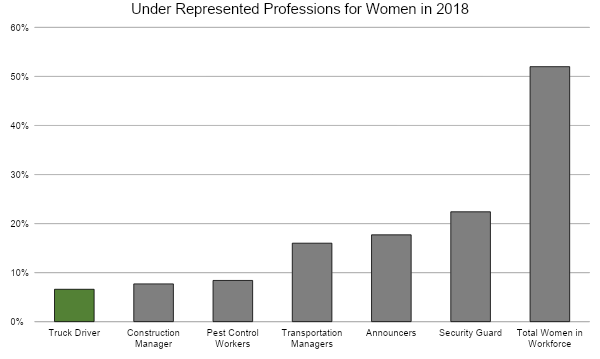 Under Represented Professions for Women in 2018
60%
50%
40%
30%
20%
10%
0%
Truck Driver
Construction
Manager
Pest Control
Workers
Transportation
Managers
Announcers
Security Guard
Total Women in
Workforce